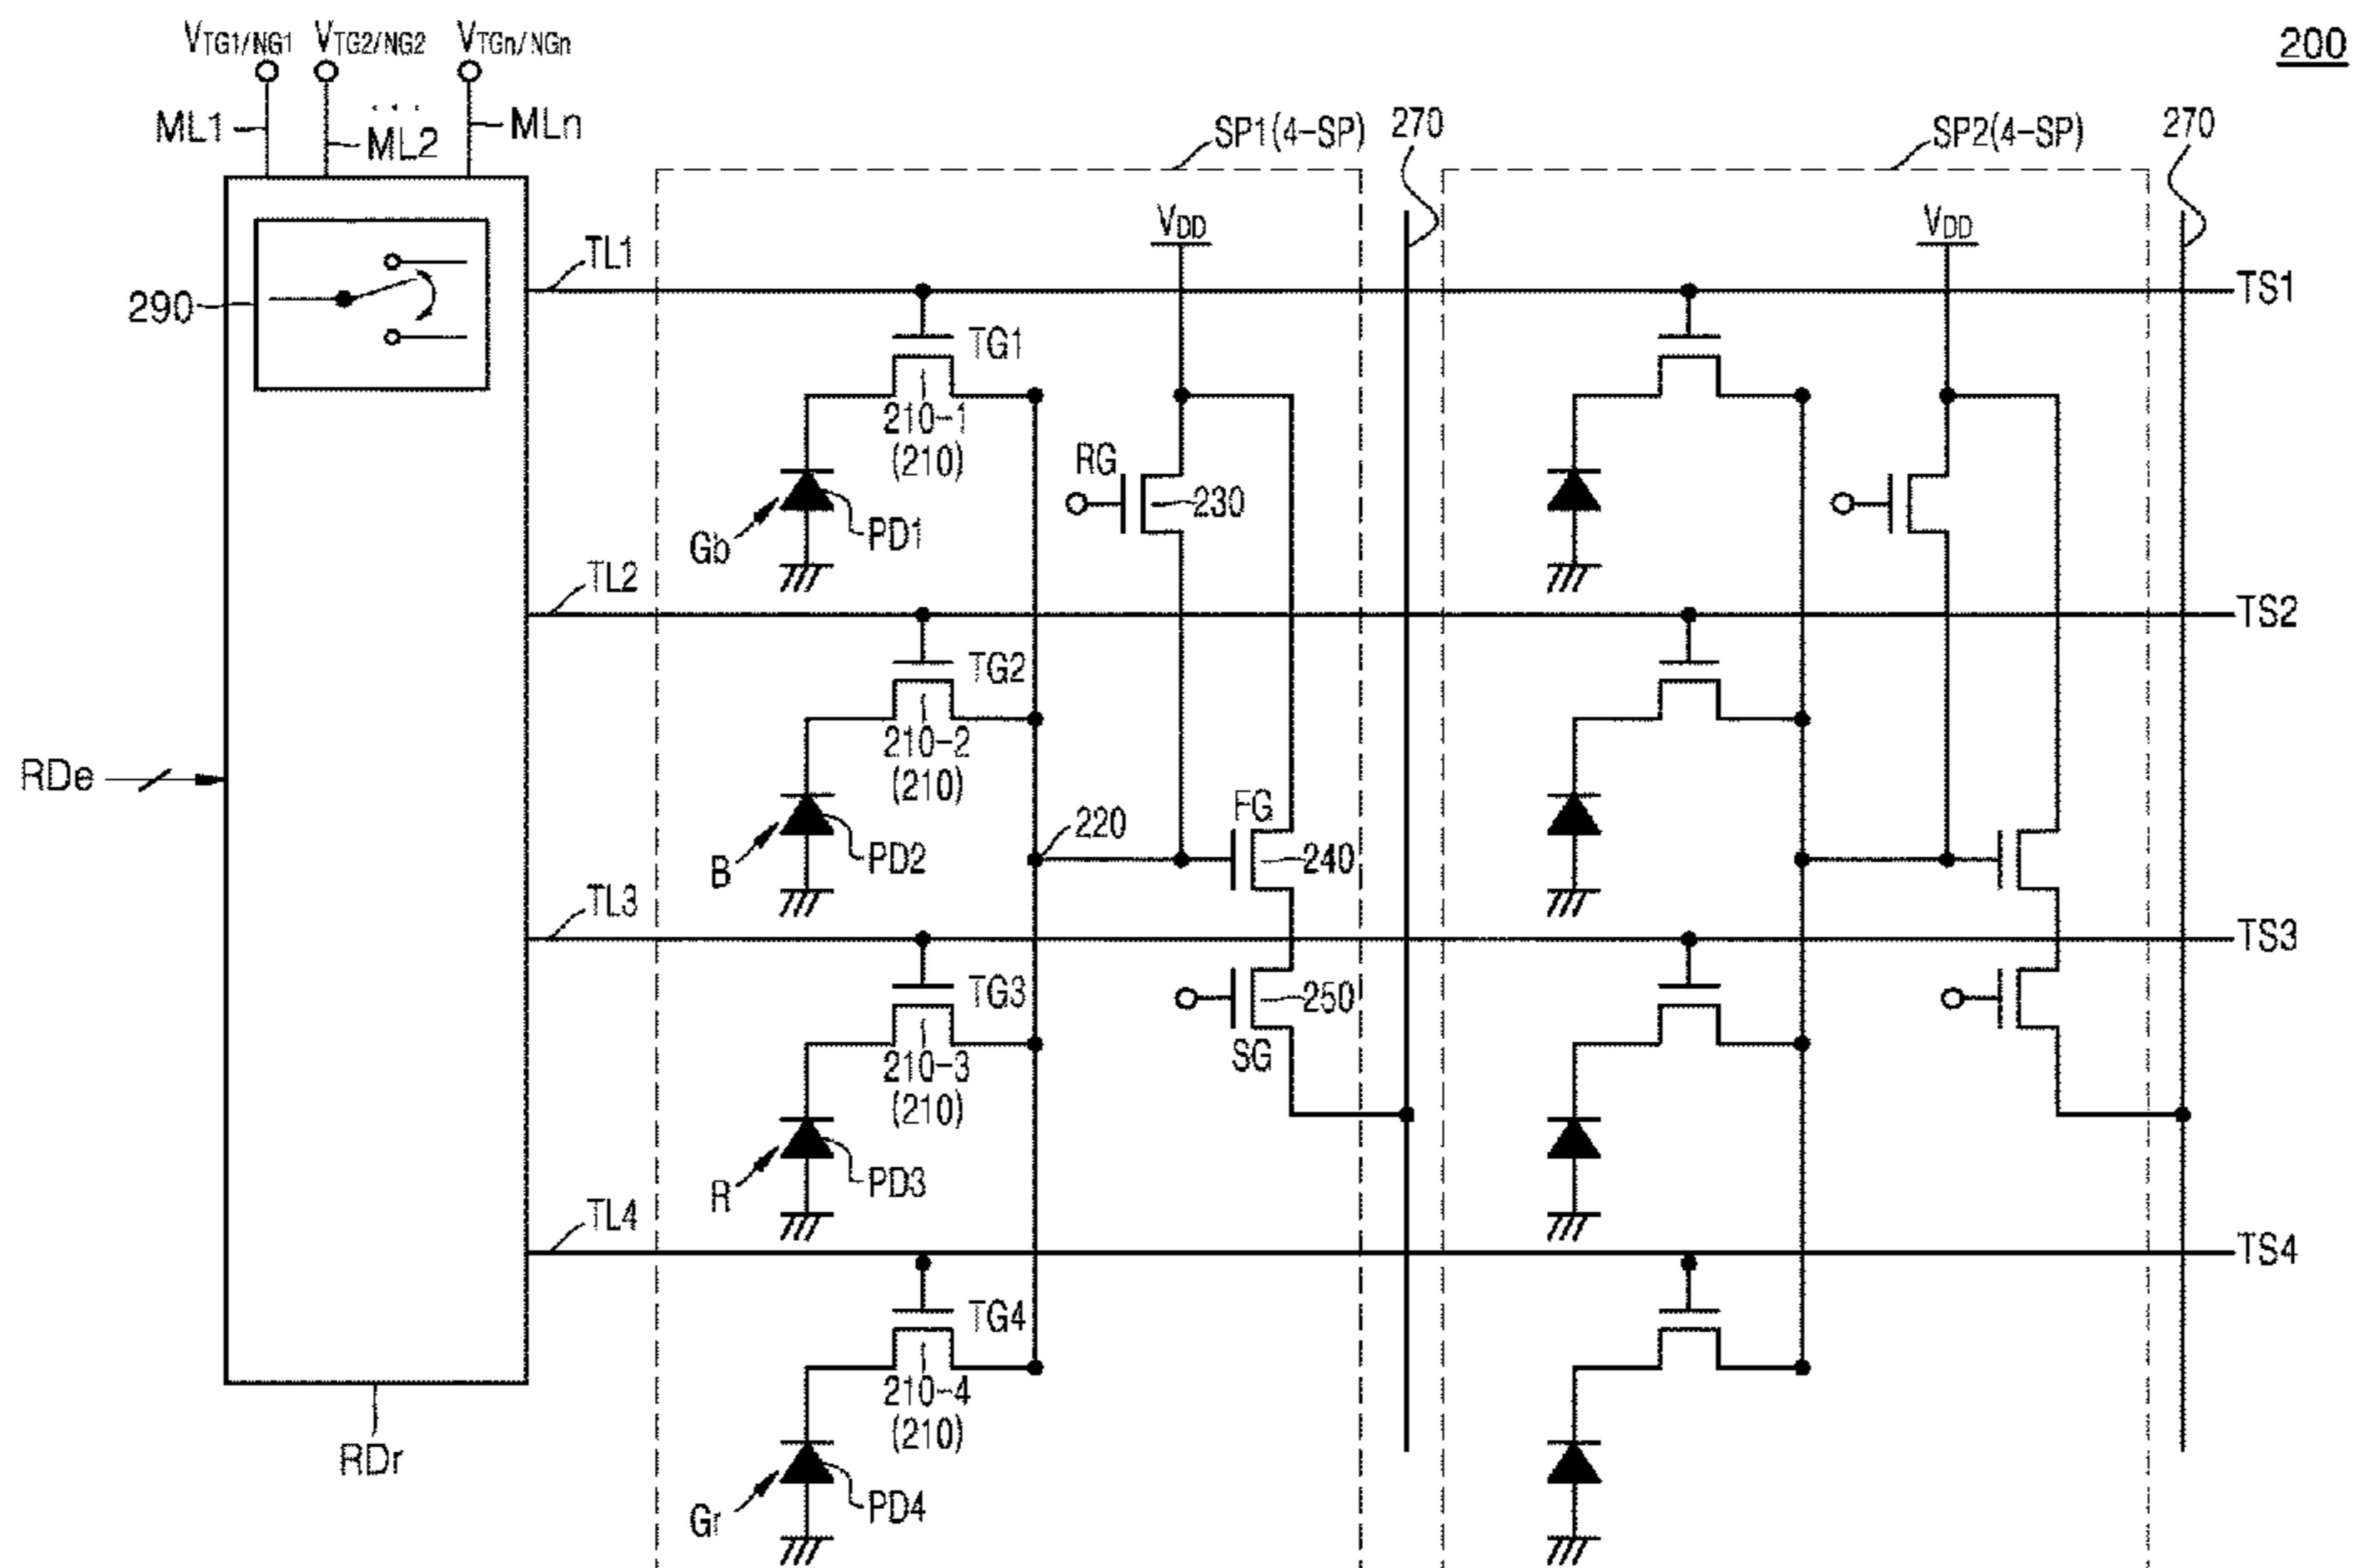 200
VTG1/NG1 VTG2/NG2 VTGn/NGn
ML1 ML2 ... MLn
SP1(4-SP) 270 SP2(4-SP) 270
290
TL1 VDD VDD TS1
TG1
210-1
(210)
RG 230
Gb PD1
TL2 TS2
TG2
210-2
(210)
RDe
B PD2
220 FG 240
TL3 TS3
TG3
210-3
(210)
250
SG
R PD3
TL4 TS4
TG4
210-4
(210)
RDr
Gr PD4